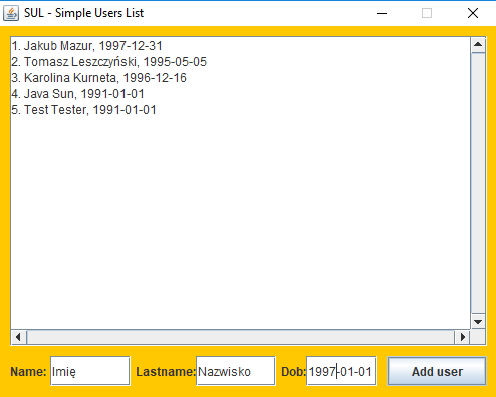 SUL - Simple Users List
1. Jakub Mazur, 1997-12-31
2. Tomasz Leszczyński, 1995-05-05
3. Karolina Kurneta, 1996-12-16
4. Java Sun, 1991-01-01
5. Test Tester, 1991-01-01
Name: Imię Lastname: Nazwisko Dob: 1997-01-01 Add user